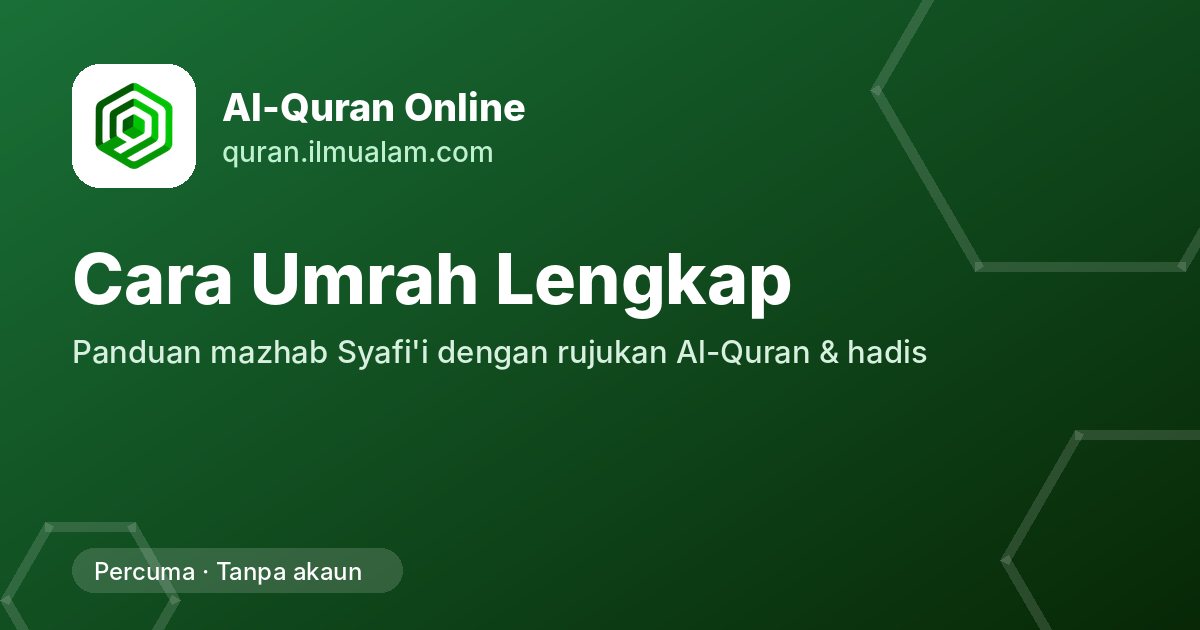 Al-Quran Online
quran.ilmualam.com
Cara Umrah Lengkap
Panduan mazhab Syafi'i dengan rujukan Al-Quran & hadis
Percuma · Tanpa akaun